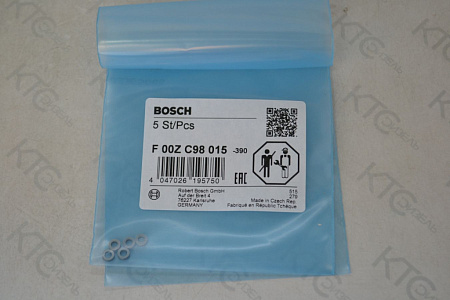 BOSCH
5 St/Pcs
F 00Z C98 015 -390
4 047026 195750
Robert Bosch GmbH
Auf der Breit 4
76227 Karlsruhe
GERMANY
Made in Czech Rep.
Fabriqué en République Tchèque
КТС